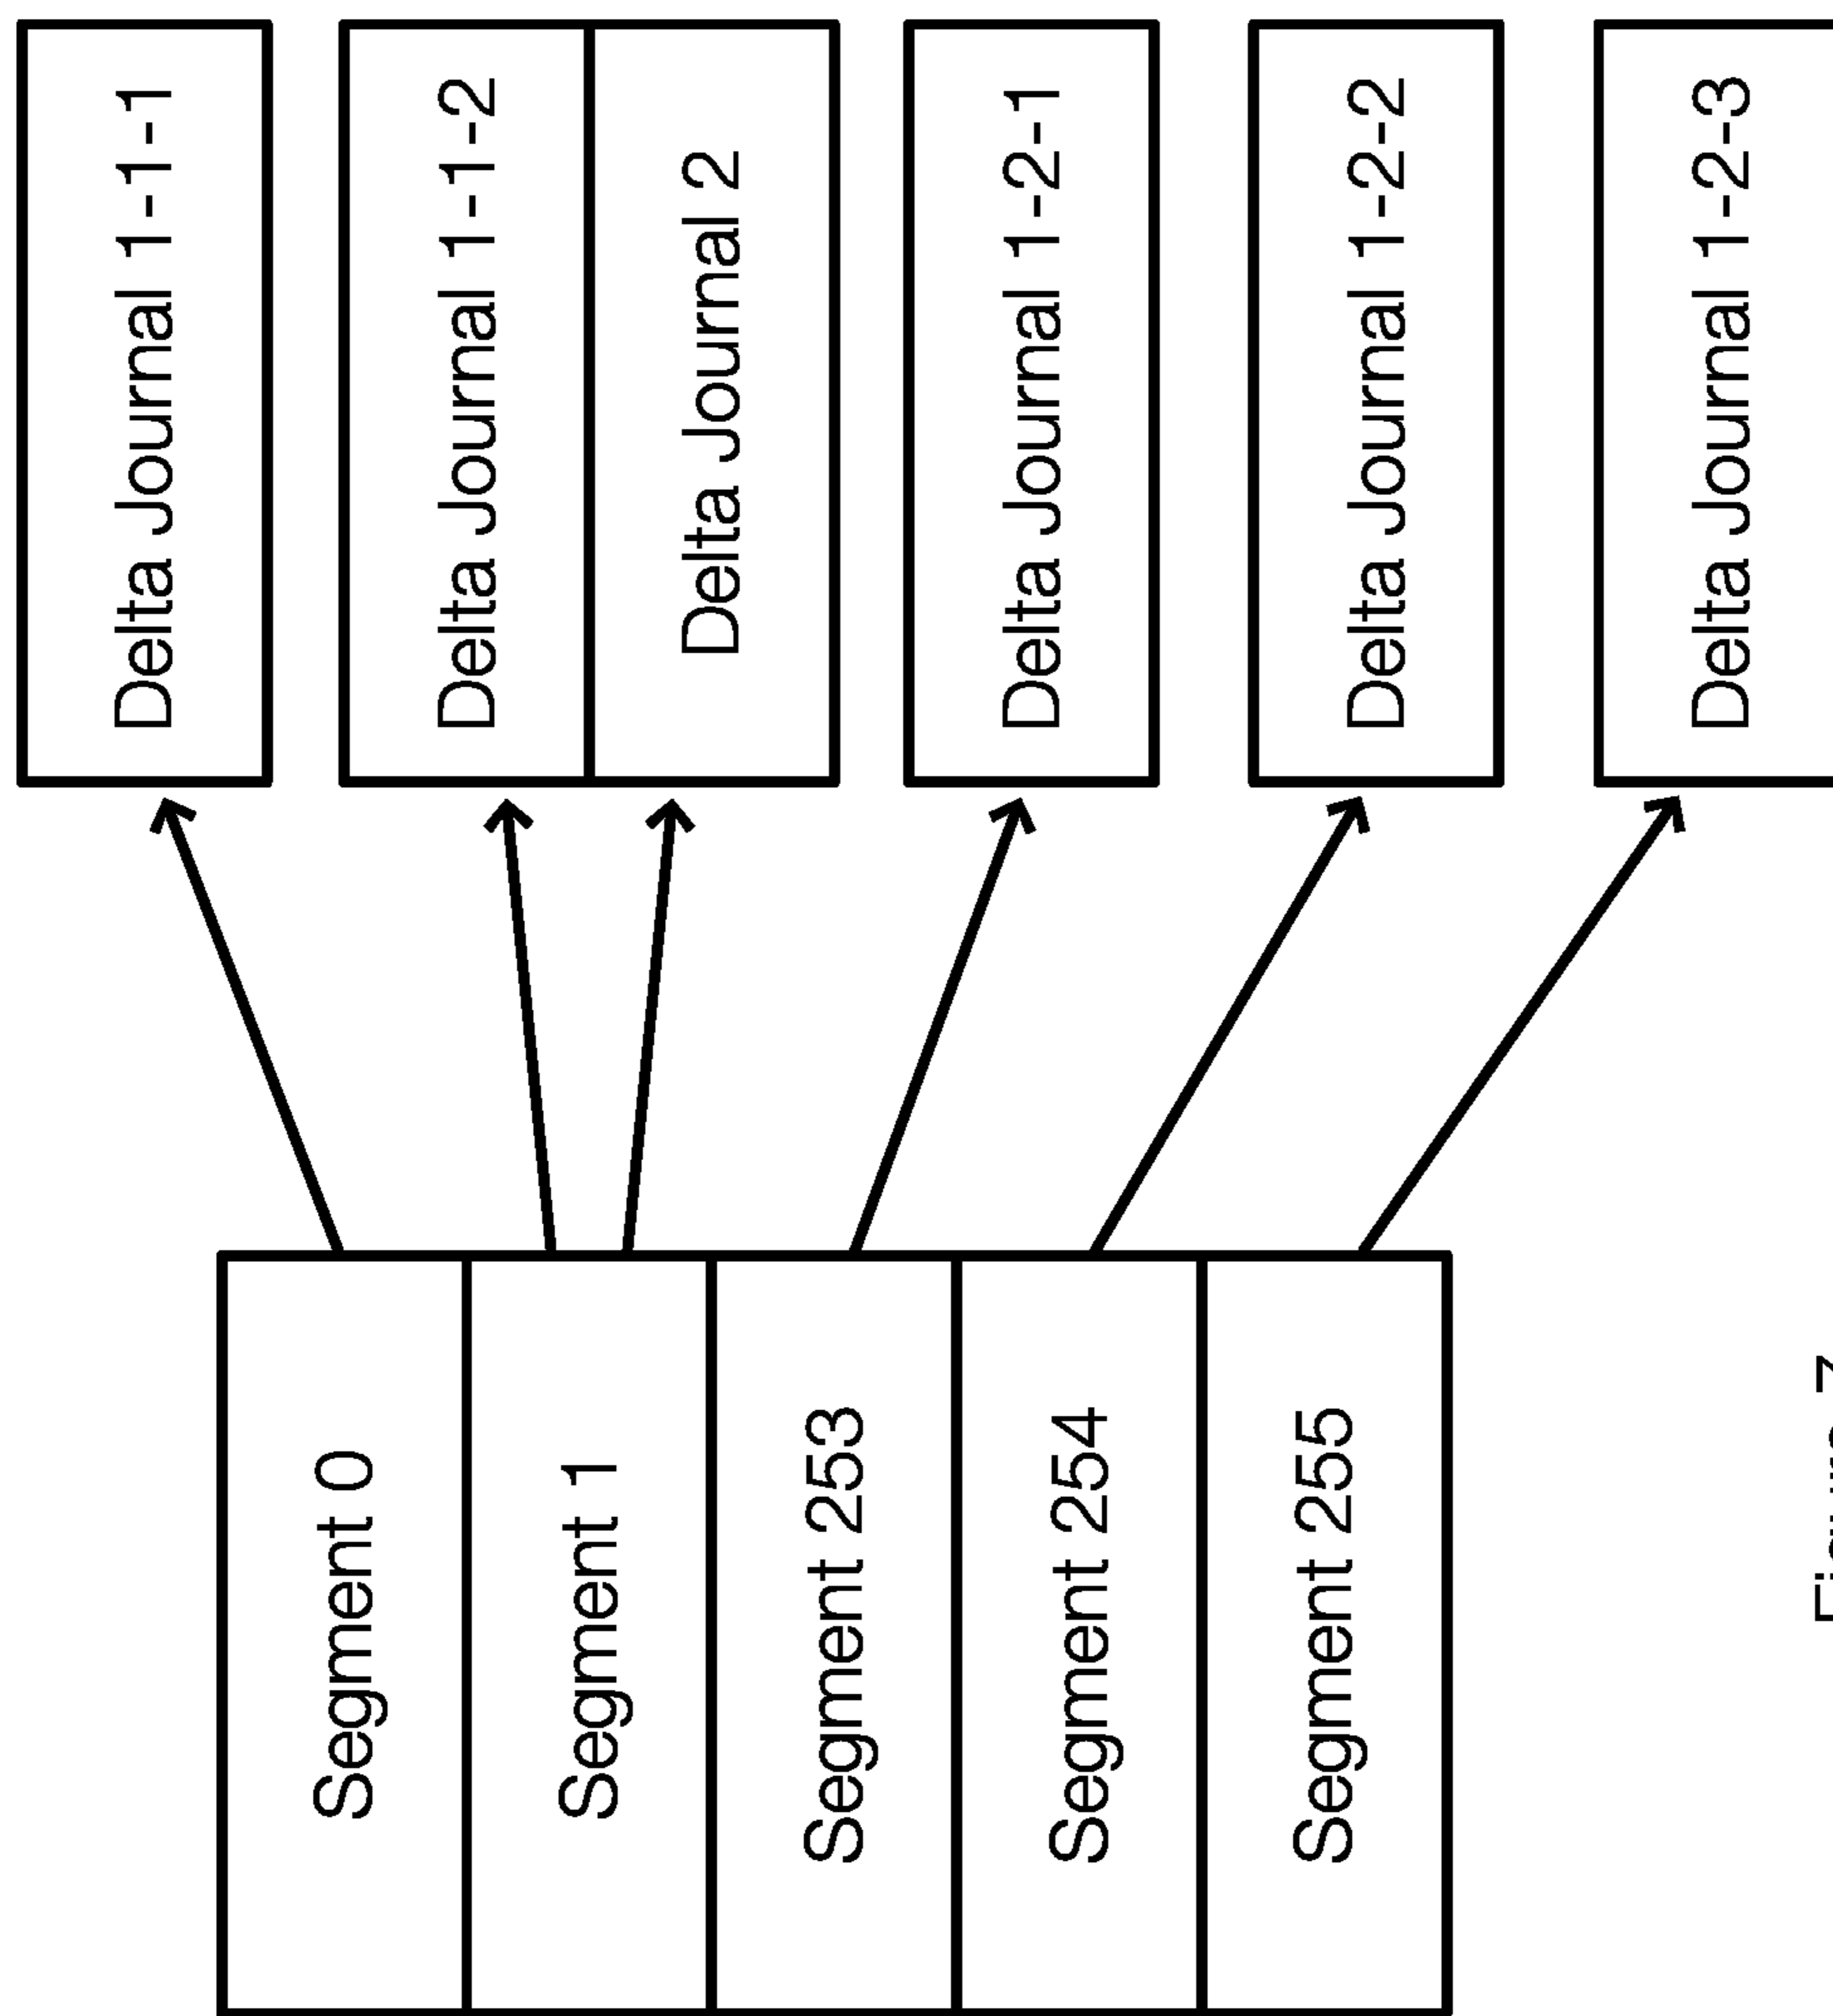 Segment 0
Segment 1
Segment 253
Segment 254
Segment 255
Delta Journal 1-1-1
Delta Journal 1-1-2
Delta Journal 2
Delta Journal 1-2-1
Delta Journal 1-2-2
Delta Journal 1-2-3
Figure 7